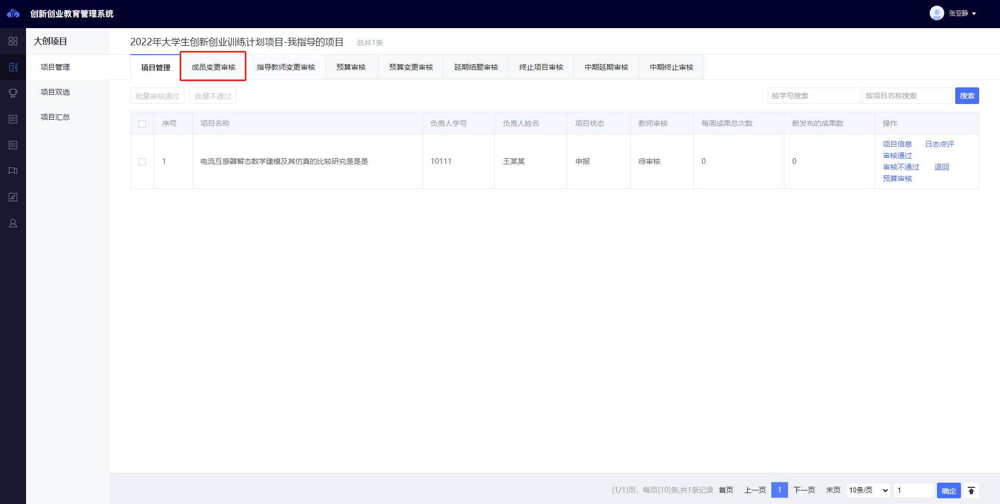 创新创业教育管理系统
张亚静
大创项目
项目管理
项目双选
项目汇总
2022年大学生创新创业训练计划项目-我指导的项目 总共1条
项目管理 成员变更审核 指导教师变更审核 预算审核 预算变更审核 延期结题审核 终止项目审核 中期延期审核 中期终止审核
批量审核通过 批量不通过 按学号搜索 按项目名称搜索 搜索
序号 项目名称 负责人学号 负责人姓名 项目状态 教师审核 每周成果总次数 新发布的成果数 操作
1 电流互感器暂态数学建模及其仿真的比较研究是是是 10111 王某某 申报 待审核 0 0
项目信息 日志点评
审核通过
审核不通过 退回
预算审核
(1/1)页，每页(10)条,共1条记录 首页 上一页 1 下一页 末页 10条/页 1 确定